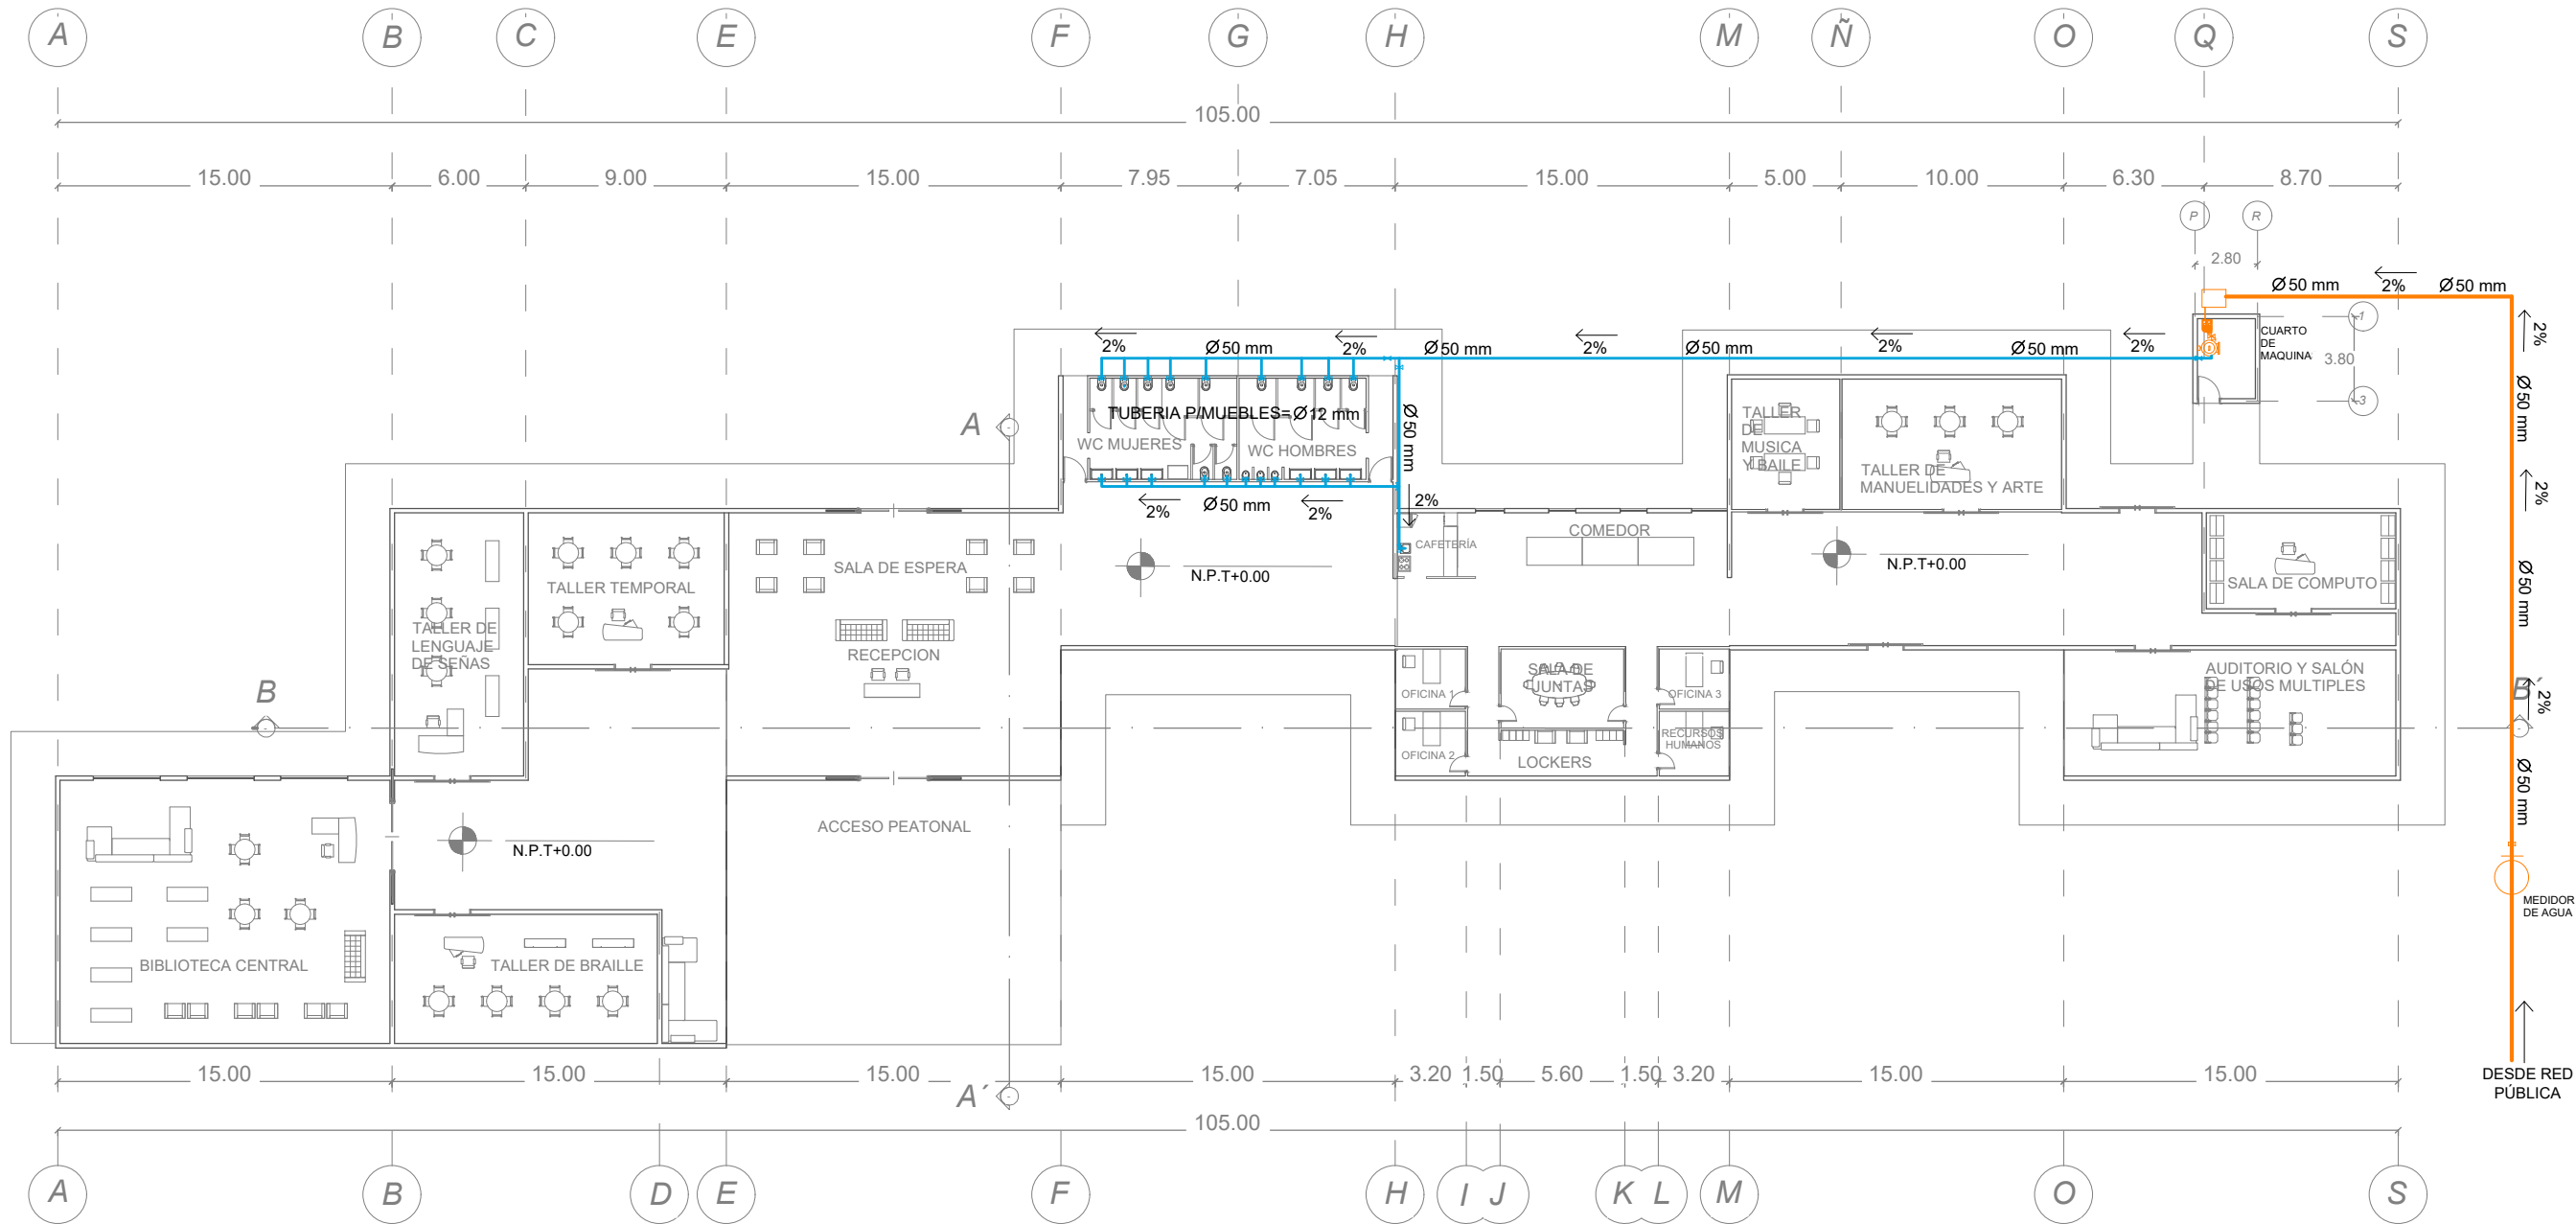 A B C E F G H M Ñ O Q S
105.00
15.00 6.00 9.00 15.00 7.95 7.05 15.00 5.00 10.00 6.30 8.70
P R
2.80
Ø50 mm 2% Ø50 mm
1
CUARTO
DE
MAQUINA
3.80
3
2%
2% Ø50 mm 2% Ø50 mm 2% Ø50 mm 2% Ø50 mm 2%
Ø50 mm
Ø50 mm
TUBERIA P/MUEBLES=Ø12 mm
A
WC MUJERES
WC HOMBRES
TALLER
DE
MUSICA
Y BAILE
TALLER DE
MANUELIDADES Y ARTE
2%
2% Ø50 mm 2%
2%
CAFETERÍA
COMEDOR
N.P.T+0.00
N.P.T+0.00
SALA DE COMPUTO
Ø50 mm
SALA DE ESPERA
TALLER TEMPORAL
TALLER DE
LENGUAJE
DE SEÑAS
RECEPCION
OFICINA 1
SALA DE
JUNTAS
OFICINA 3
AUDITORIO Y SALÓN
DE USOS MULTIPLES
B
B´
2%
OFICINA 2
LOCKERS
RECURSOS
HUMANOS
Ø50 mm
ACCESO PEATONAL
N.P.T+0.00
MEDIDOR
DE AGUA
BIBLIOTECA CENTRAL
TALLER DE BRAILLE
DESDE RED
PÚBLICA
A´
15.00 15.00 15.00 15.00 3.20 1.50 5.60 1.50 3.20 15.00 15.00
105.00
A B D E F H I J K L M O S